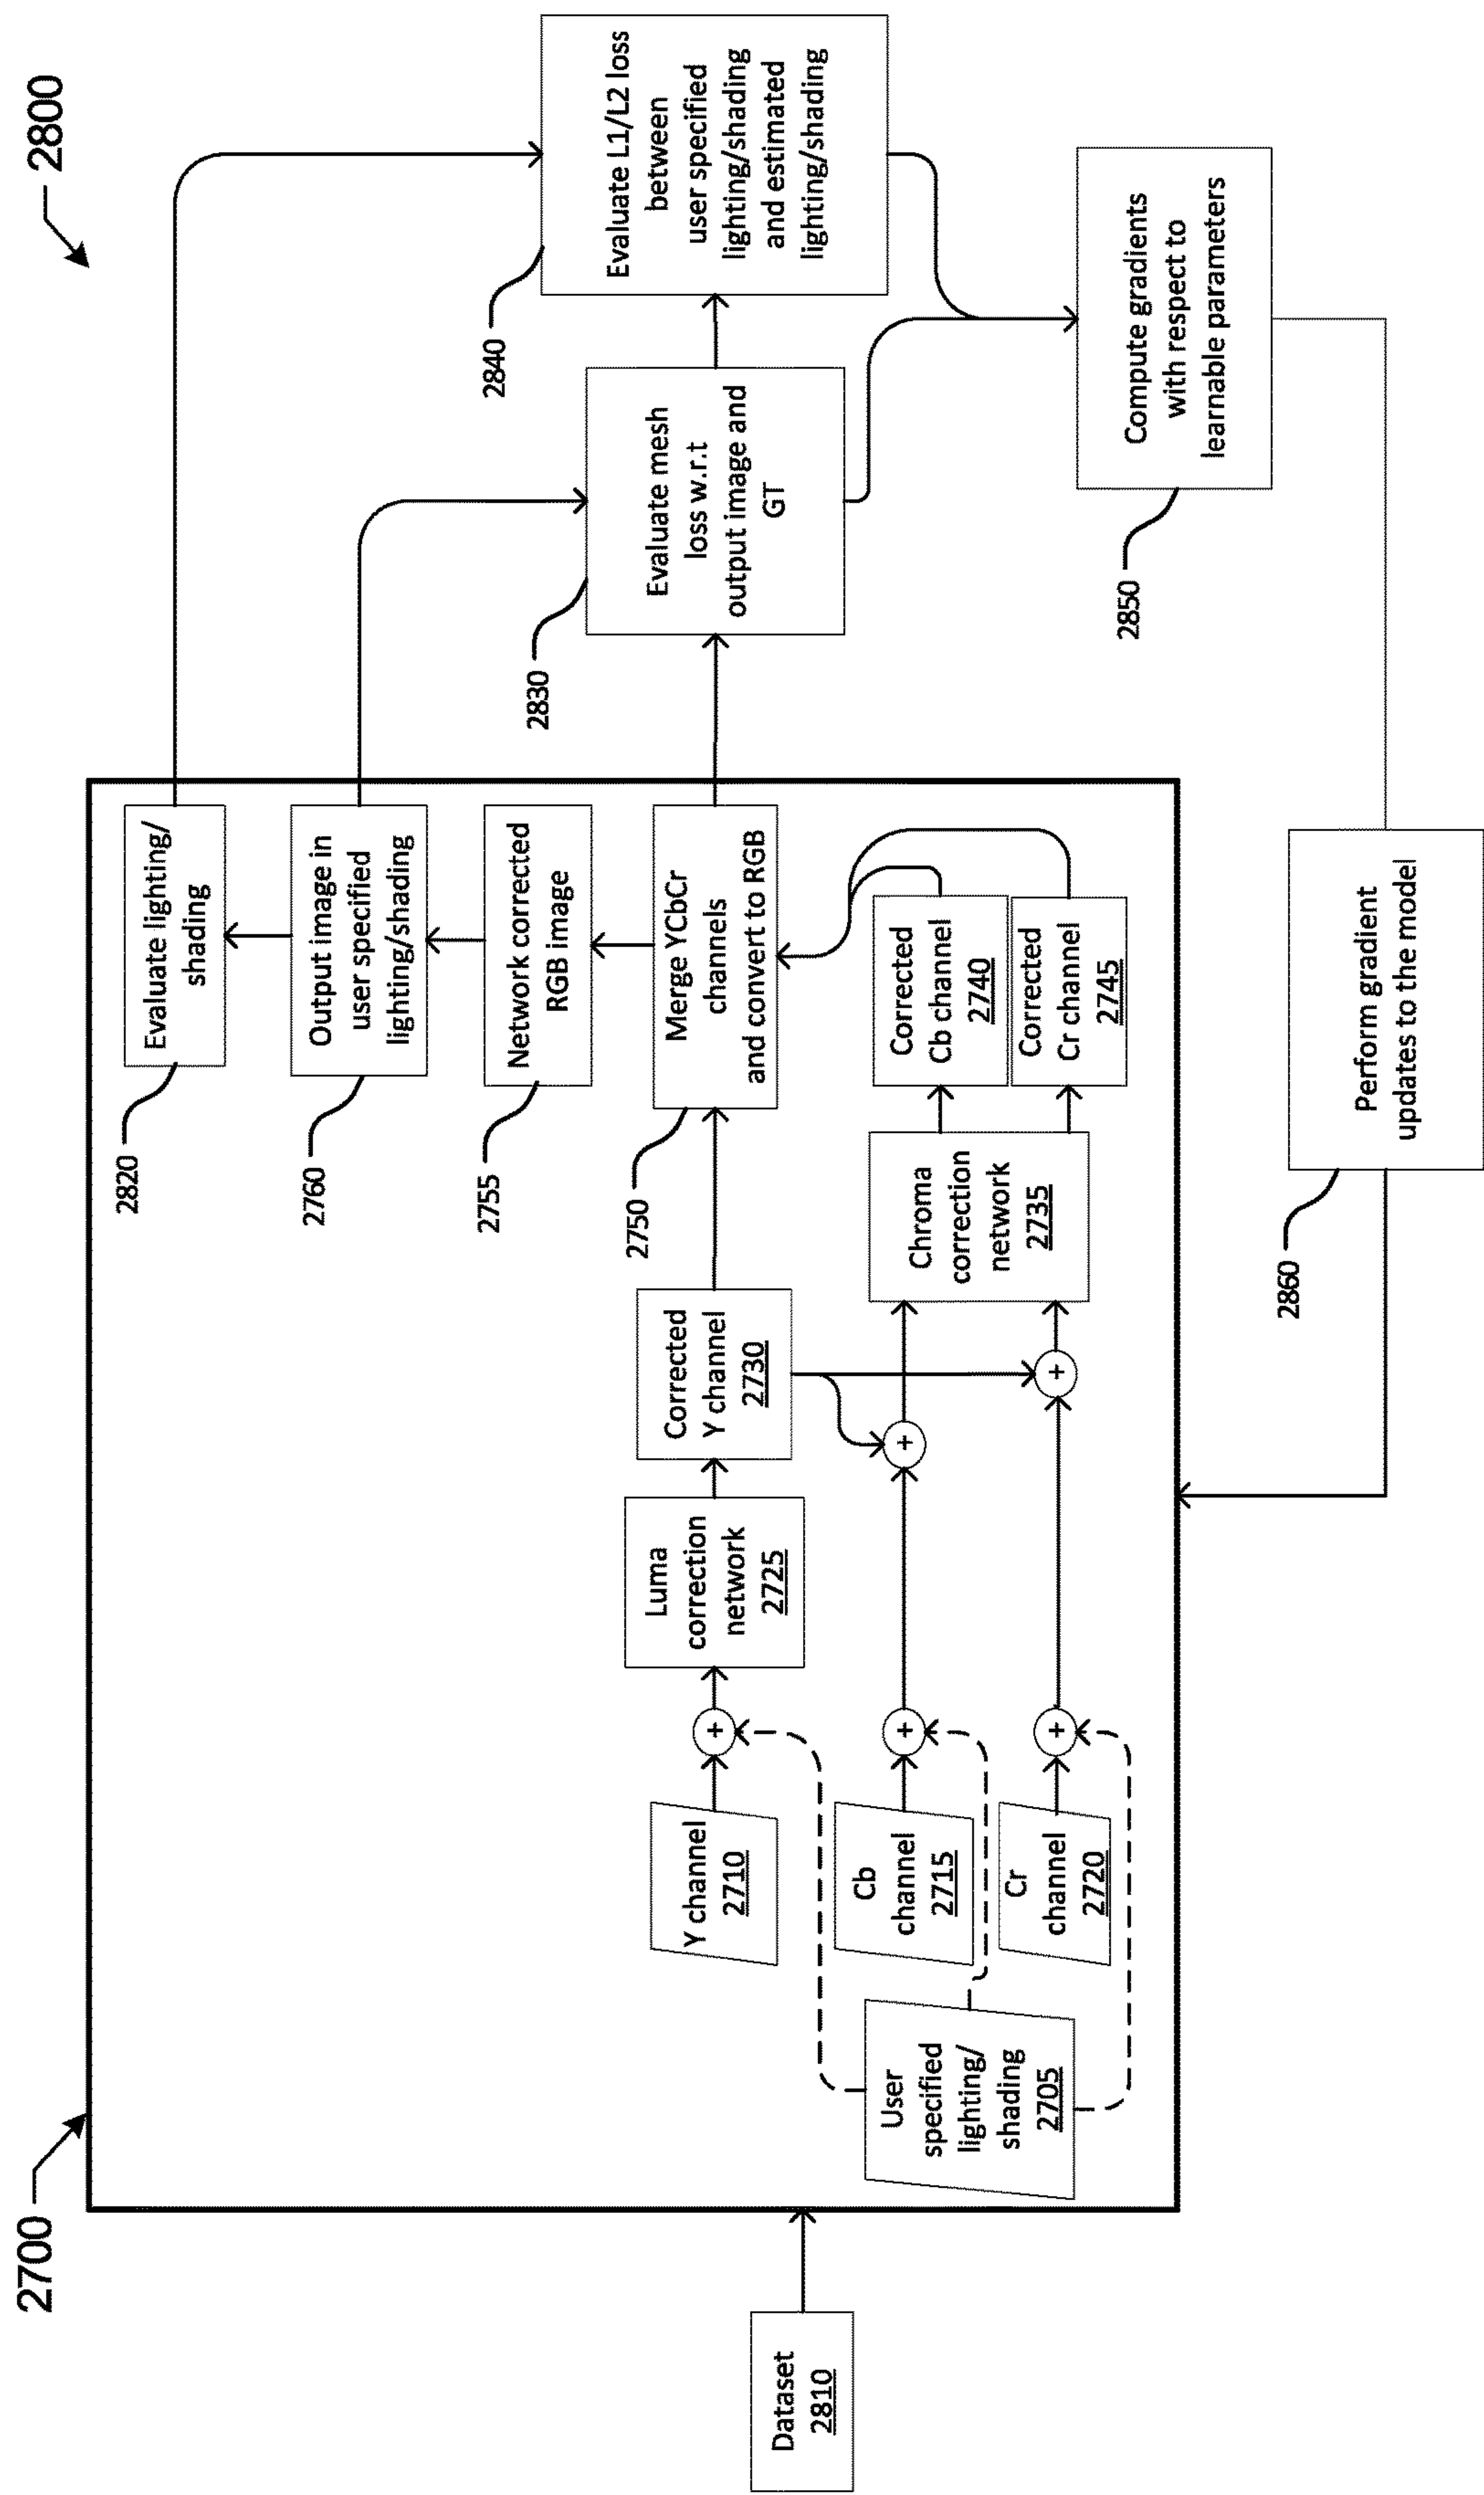 2800
2700
Dataset
2810
User
specified
lighting/
shading
2705
Y channel
2710
Cb
channel
2715
Cr
channel
2720
+
+
+
Luma
correction
network
2725
Corrected
Y channel
2730
+
+
Chroma
correction
network
2735
Corrected
Cb channel
2740
Corrected
Cr channel
2745
2750
Merge YCbCr
channels
and convert to RGB
2755
Network corrected
RGB image
2760
Output image in
user specified
lighting/shading
2820
Evaluate lighting/
shading
2830
Evaluate mesh
loss w.r.t
output image and
GT
2840
Evaluate L1/L2 loss
between
user specified
lighting/shading
and estimated
lighting/shading
2850
Compute gradients
with respect to
learnable parameters
2860
Perform gradient
updates to the model